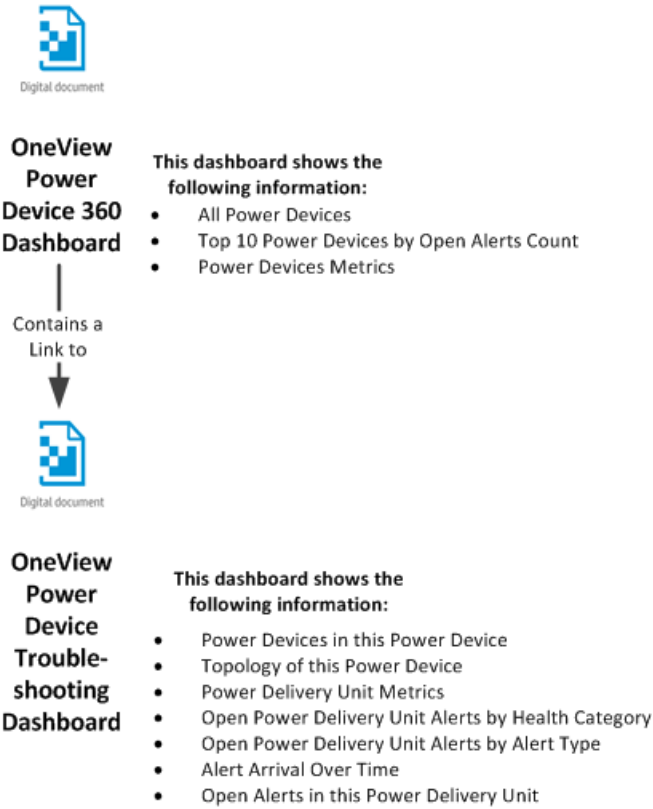 Digital document
OneView
Power
Device 360
Dashboard
This dashboard shows the
following information:
• All Power Devices
• Top 10 Power Devices by Open Alerts Count
• Power Devices Metrics
Contains a
Link to
Digital document
OneView
Power
Device
Trouble-
shooting
Dashboard
This dashboard shows the
following information:
• Power Devices in this Power Device
• Topology of this Power Device
• Power Delivery Unit Metrics
• Open Power Delivery Unit Alerts by Health Category
• Open Power Delivery Unit Alerts by Alert Type
• Alert Arrival Over Time
• Open Alerts in this Power Delivery Unit